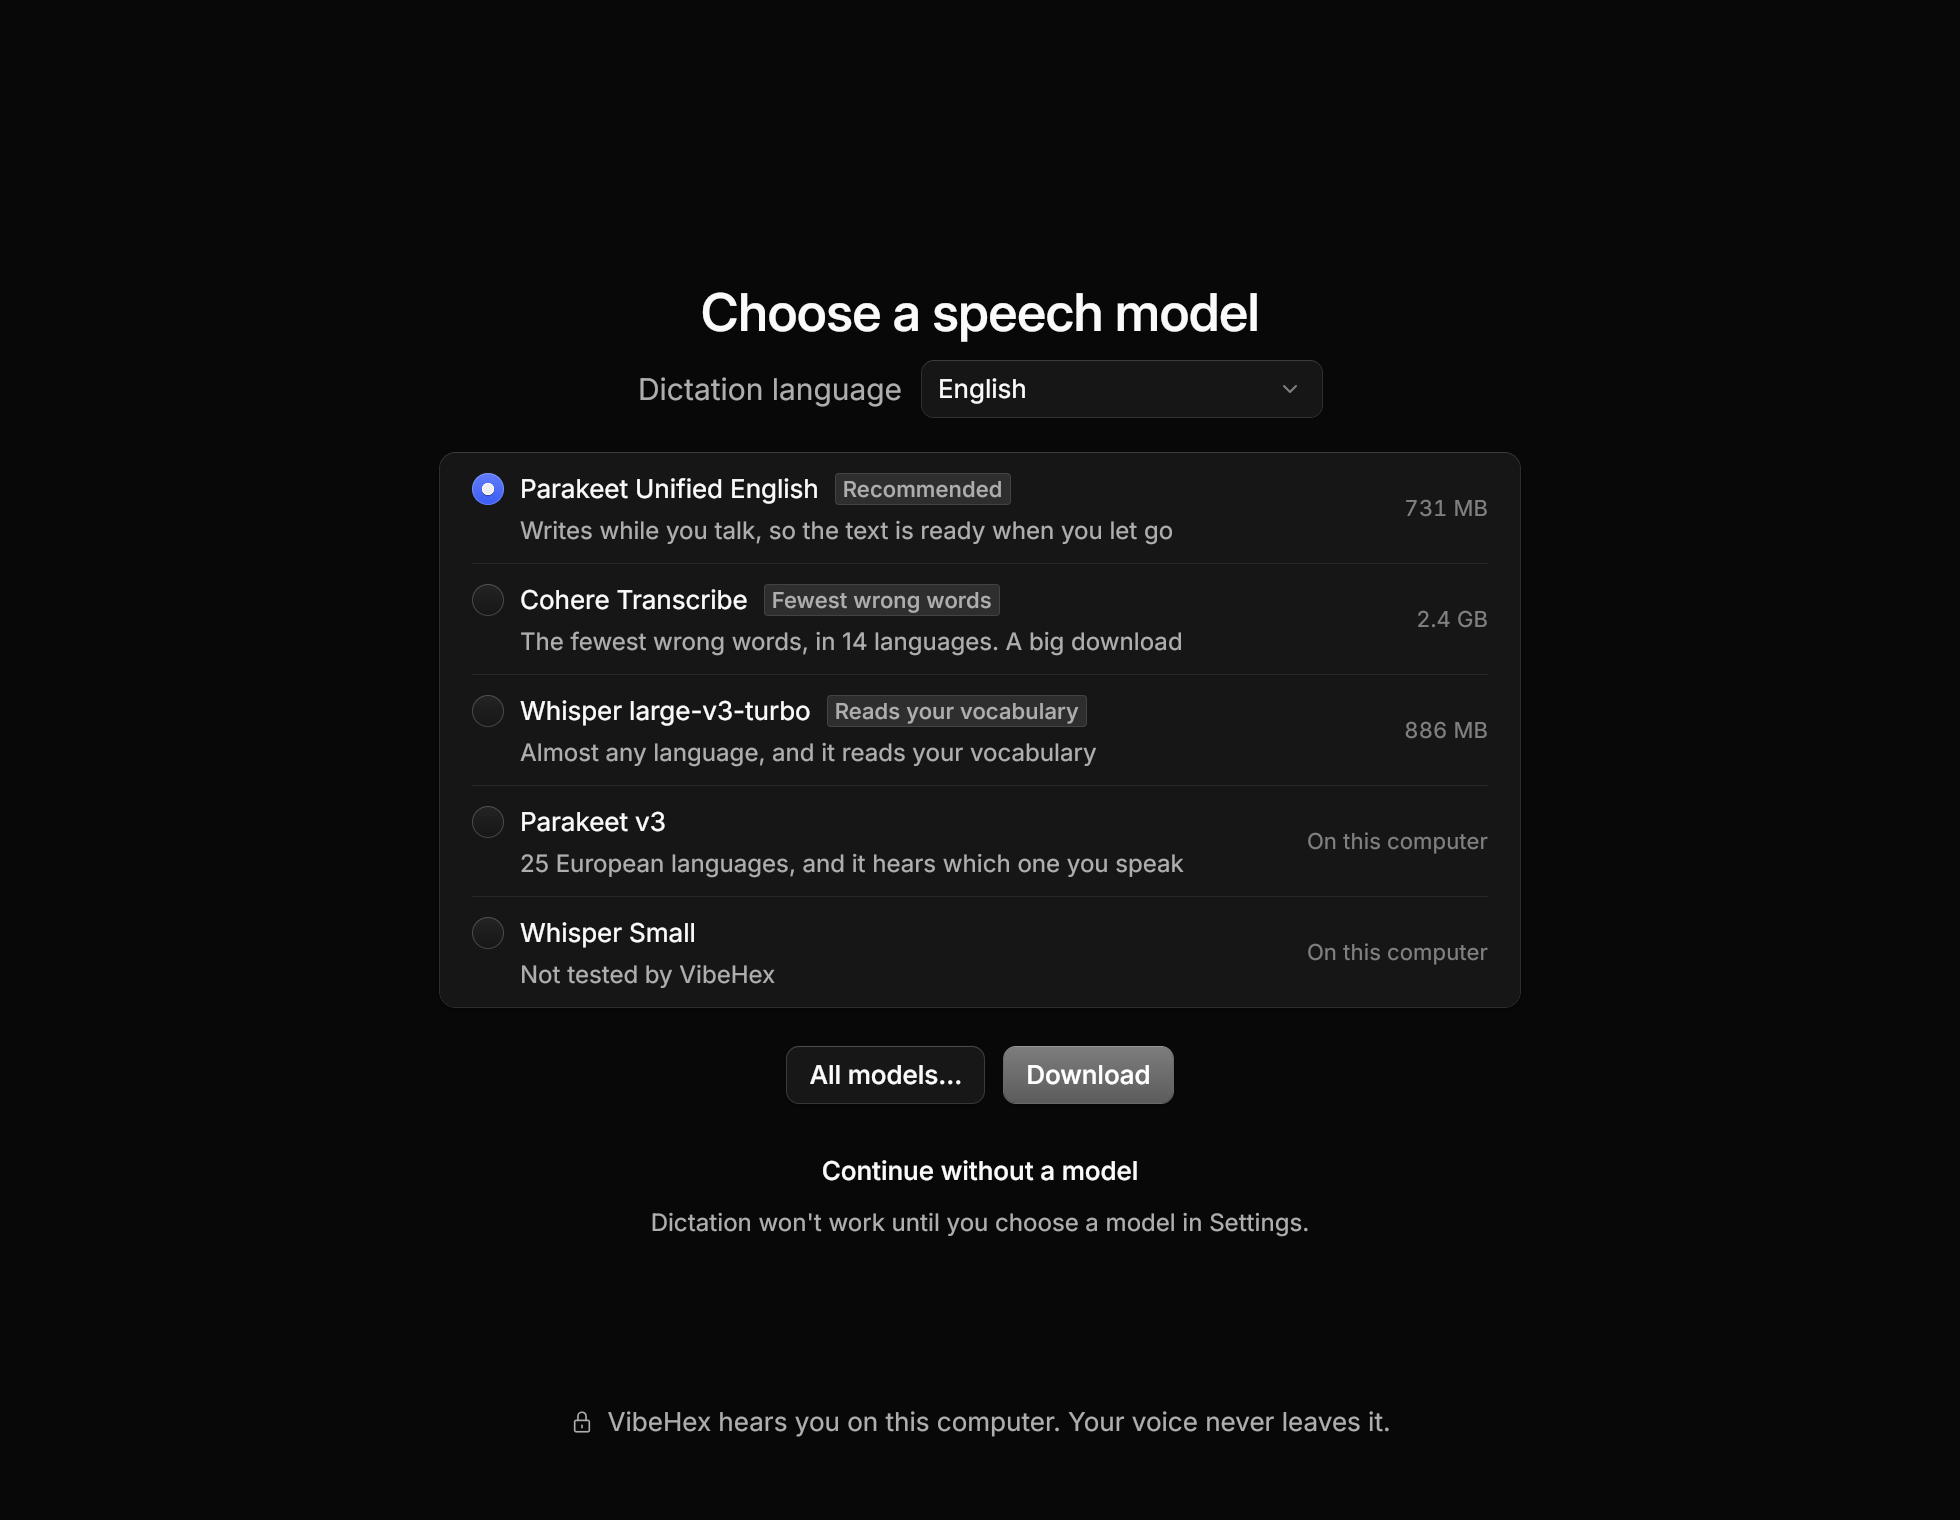 Choose a speech model
Dictation language English
Parakeet Unified English Recommended
731 MB
Writes while you talk, so the text is ready when you let go
Cohere Transcribe Fewest wrong words
2.4 GB
The fewest wrong words, in 14 languages. A big download
Whisper large-v3-turbo Reads your vocabulary
886 MB
Almost any language, and it reads your vocabulary
Parakeet v3
On this computer
25 European languages, and it hears which one you speak
Whisper Small
On this computer
Not tested by VibeHex
All models... Download
Continue without a model
Dictation won't work until you choose a model in Settings.
VibeHex hears you on this computer. Your voice never leaves it.